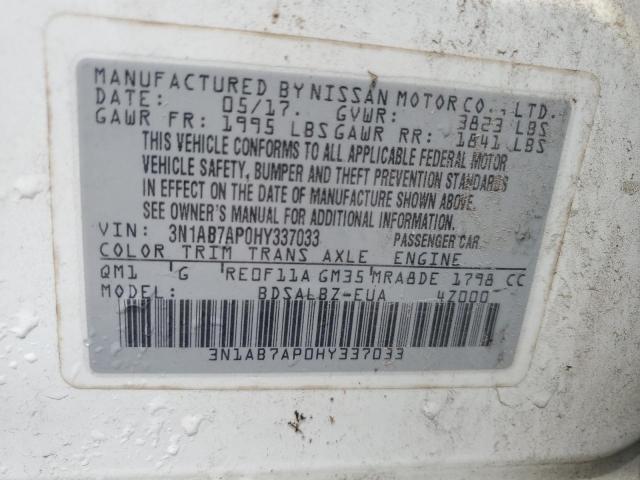 MANUFACTURED BY NISSAN MOTOR CO., LTD.
DATE: 05/17. GVWR: 3823 LBS
GAWR FR: 1995 LBS GAWR RR: 1841 LBS
THIS VEHICLE CONFORMS TO ALL APPLICABLE FEDERAL MOTOR
VEHICLE SAFETY, BUMPER AND THEFT PREVENTION STANDARDS
IN EFFECT ON THE DATE OF MANUFACTURE SHOWN ABOVE.
SEE OWNER'S MANUAL FOR ADDITIONAL INFORMATION.
VIN: 3N1AB7AP0HY337033 PASSENGER CAR
COLOR TRIM TRANS AXLE ENGINE
QM1 G RE0F11A GM35 MRA8DE 1798 CC
MODEL: BDSALBZ-EUA 4Z000
3N1AB7AP0HY337033